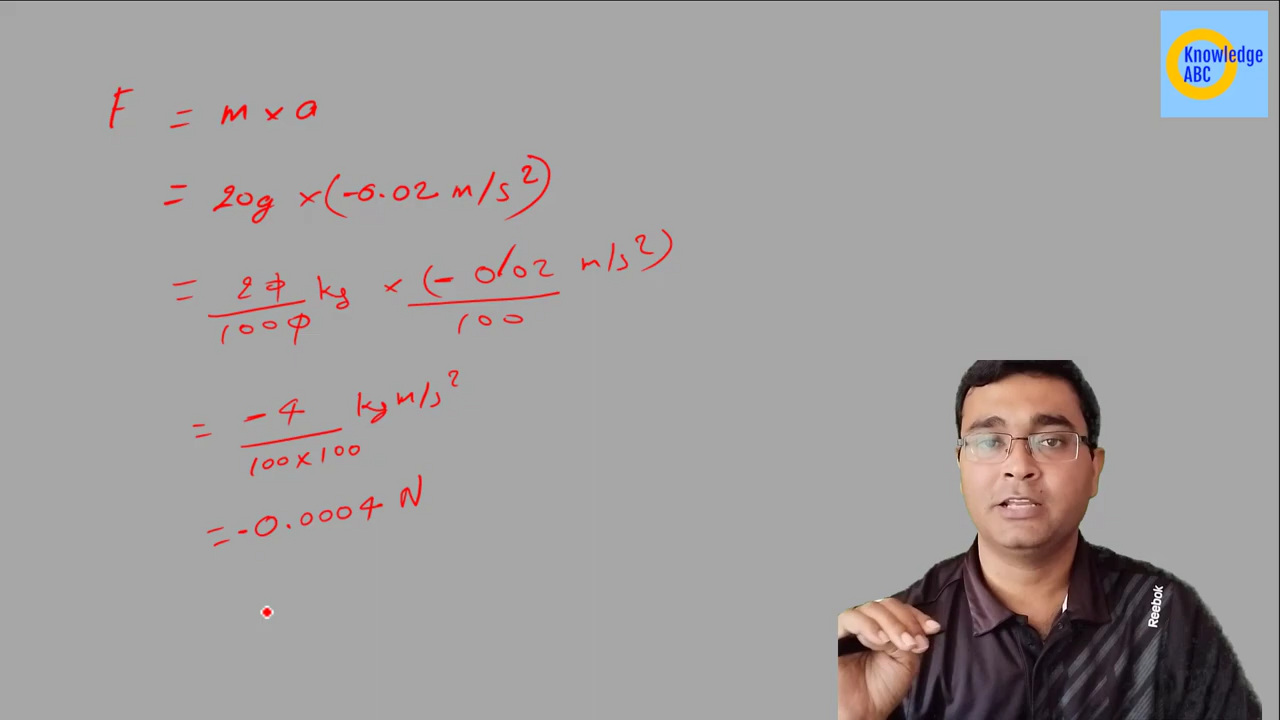 Knowledge
ABC
F = m × a
= 20g × (-0.02 m/s²)
= 20/1000 kg × (-0.02/100 m/s²)
= -4/100×100 kg m/s²
= -0.0004 N
Reebok